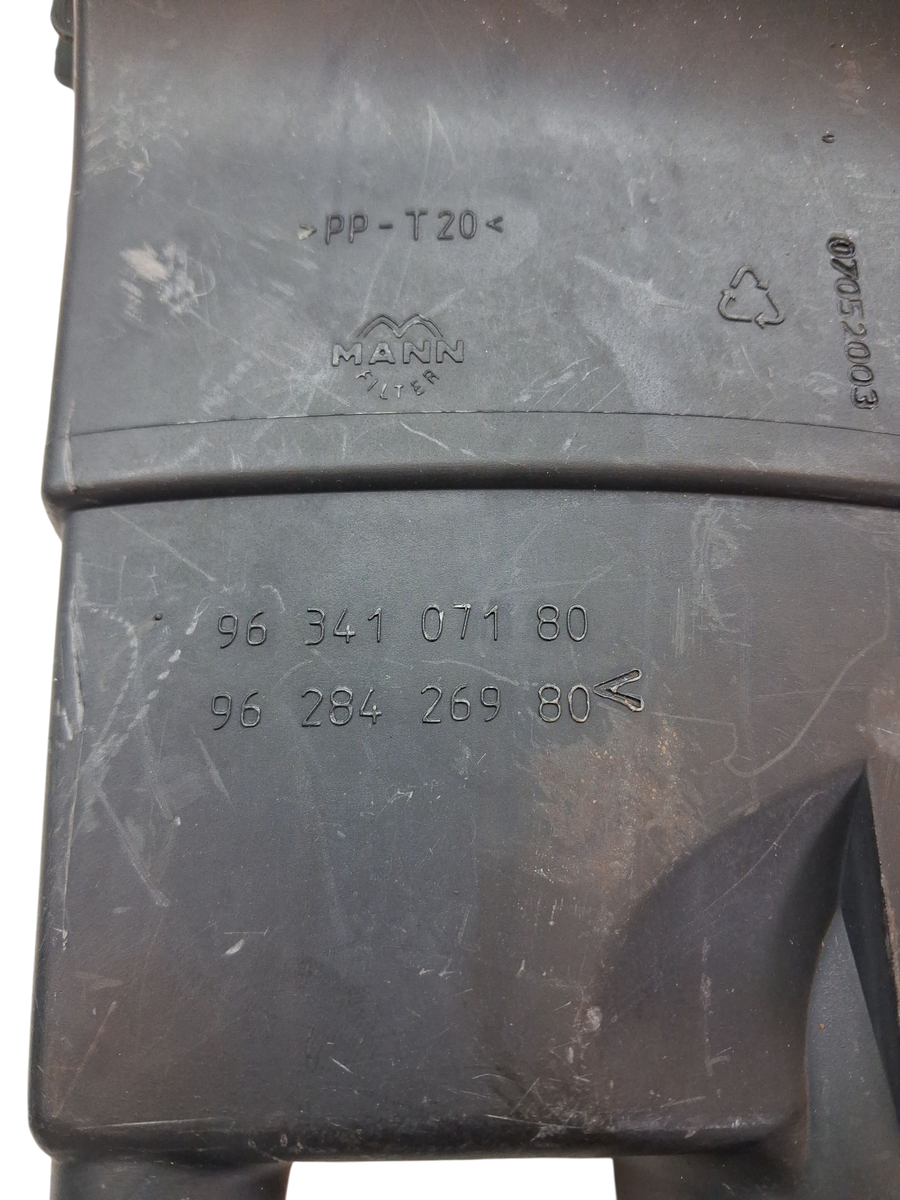 >PP-T20<
07052003
MANN
FILTER
96 341 071 80
96 284 269 80<